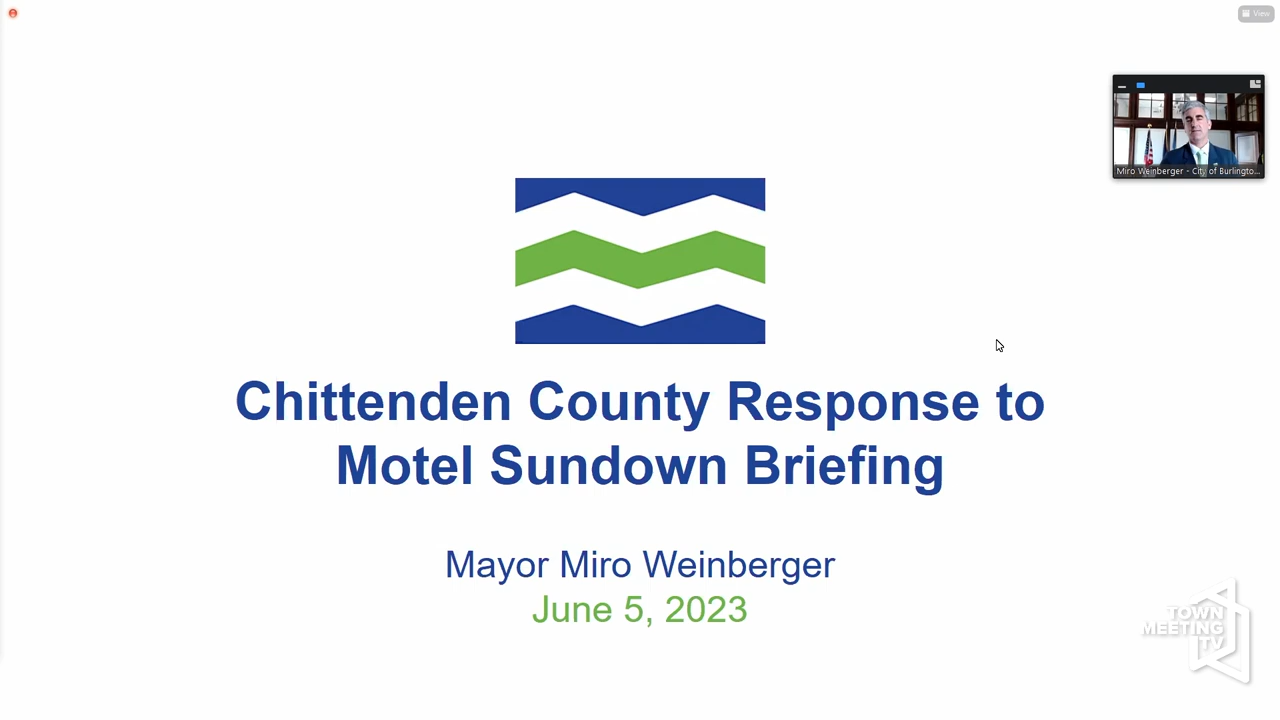 View
Miro Weinberger - City of Burlingto...
Chittenden County Response to
Motel Sundown Briefing
Mayor Miro Weinberger
June 5, 2023
TOWN
MEETING
TV